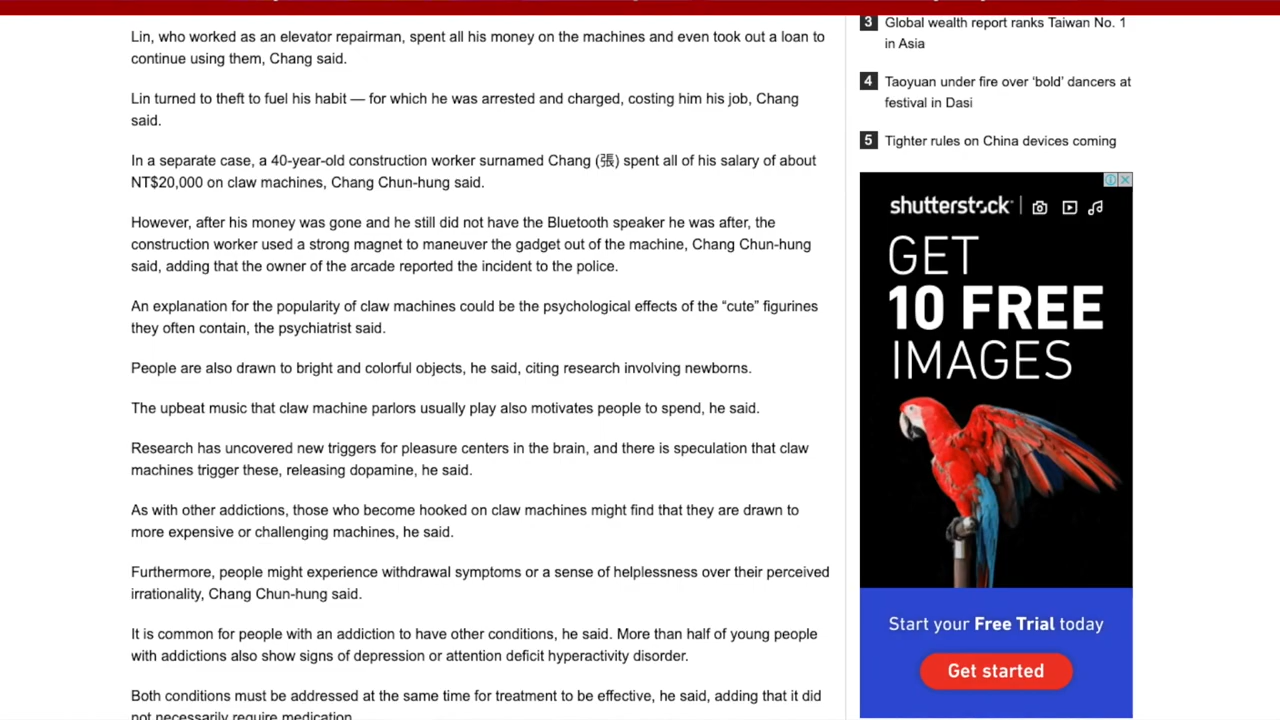 Lin, who worked as an elevator repairman, spent all his money on the machines and even took out a loan to
continue using them, Chang said.
Lin turned to theft to fuel his habit — for which he was arrested and charged, costing him his job, Chang
said.
In a separate case, a 40-year-old construction worker surnamed Chang (張) spent all of his salary of about
NT$20,000 on claw machines, Chang Chun-hung said.
However, after his money was gone and he still did not have the Bluetooth speaker he was after, the
construction worker used a strong magnet to maneuver the gadget out of the machine, Chang Chun-hung
said, adding that the owner of the arcade reported the incident to the police.
An explanation for the popularity of claw machines could be the psychological effects of the “cute” figurines
they often contain, the psychiatrist said.
People are also drawn to bright and colorful objects, he said, citing research involving newborns.
The upbeat music that claw machine parlors usually play also motivates people to spend, he said.
Research has uncovered new triggers for pleasure centers in the brain, and there is speculation that claw
machines trigger these, releasing dopamine, he said.
As with other addictions, those who become hooked on claw machines might find that they are drawn to
more expensive or challenging machines, he said.
Furthermore, people might experience withdrawal symptoms or a sense of helplessness over their perceived
irrationality, Chang Chun-hung said.
It is common for people with an addiction to have other conditions, he said. More than half of young people
with addictions also show signs of depression or attention deficit hyperactivity disorder.
Both conditions must be addressed at the same time for treatment to be effective, he said, adding that it did
not necessarily require medication.
3 Global wealth report ranks Taiwan No. 1
in Asia
4 Taoyuan under fire over ‘bold’ dancers at
festival in Dasi
5 Tighter rules on China devices coming
shutterstock
GET
10 FREE
IMAGES
Start your Free Trial today
Get started